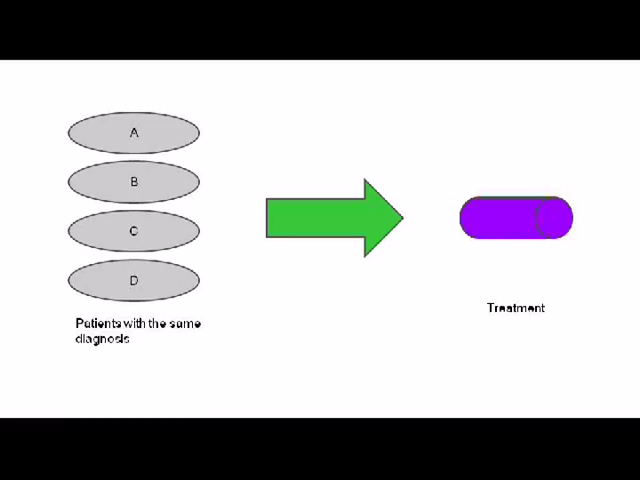 A
B
C
D
Patients with the same
diagnosis
Treatment